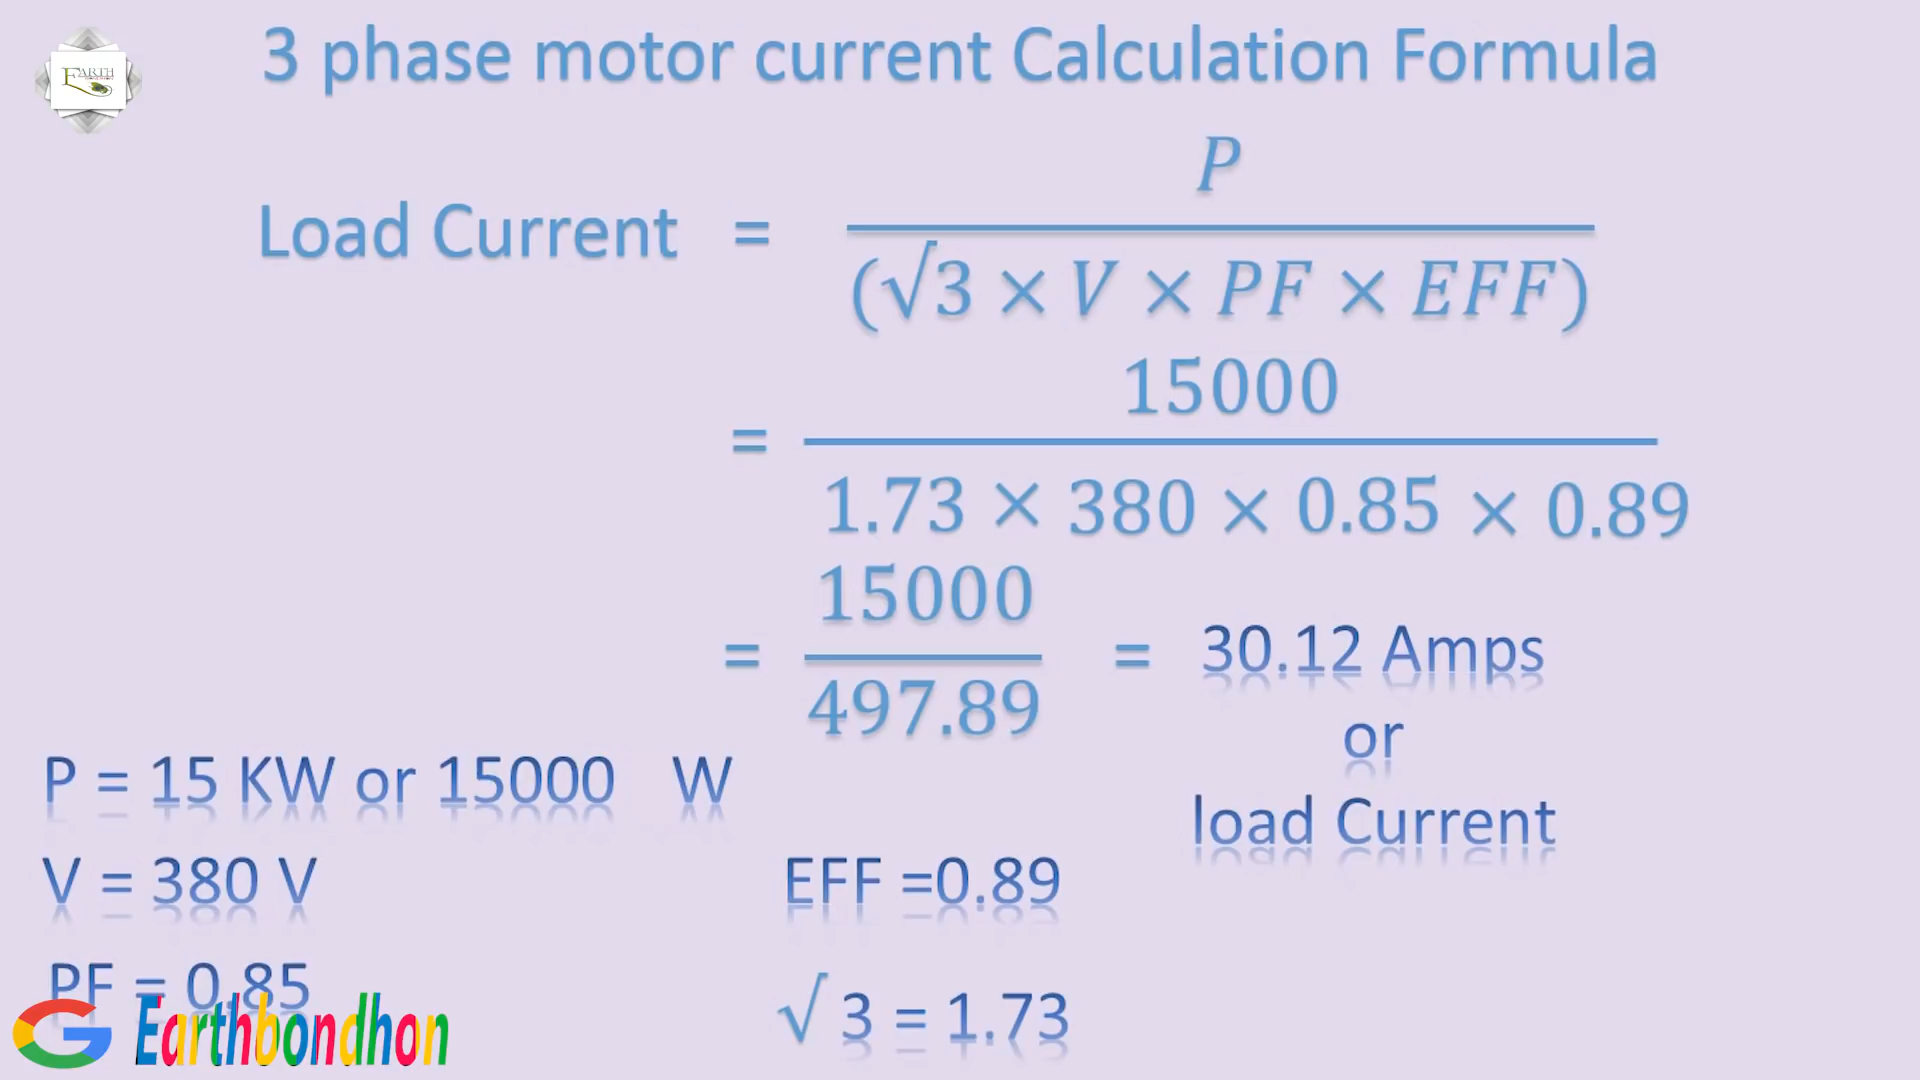 EARTH
3 phase motor current Calculation Formula
Load Current = P
(√3 × V × PF × EFF)
= 15000
1.73 × 380 × 0.85 × 0.89
= 15000
497.89
= 30.12 Amps
or
load Current
P = 15 KW or 15000 W
V = 380 V
EFF =0.89
PF = 0.85
√ 3 = 1.73
G Earthbondhon